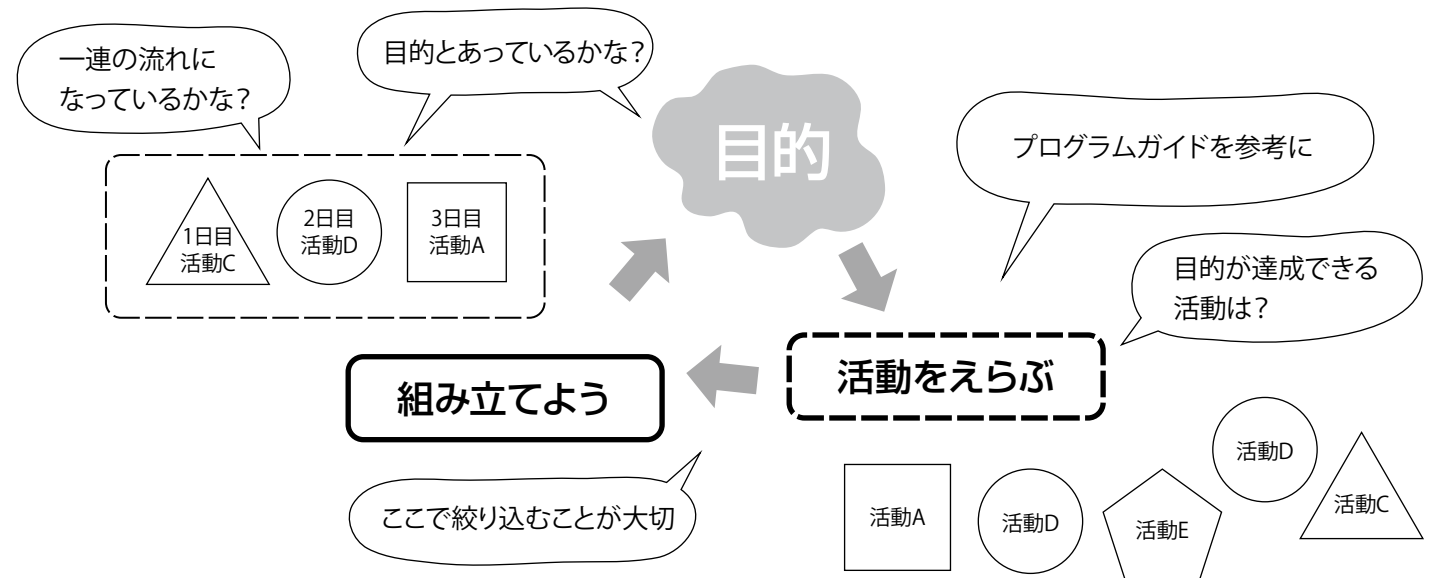 一連の流れに
なっているかな?
目的とあっているかな?
目的
プログラムガイドを参考に
目的が達成できる
活動は?
1日目
活動C
2日目
活動D
3日目
活動A
組み立てよう
活動をえらぶ
ここで絞り込むことが大切
活動A
活動D
活動E
活動D
活動C